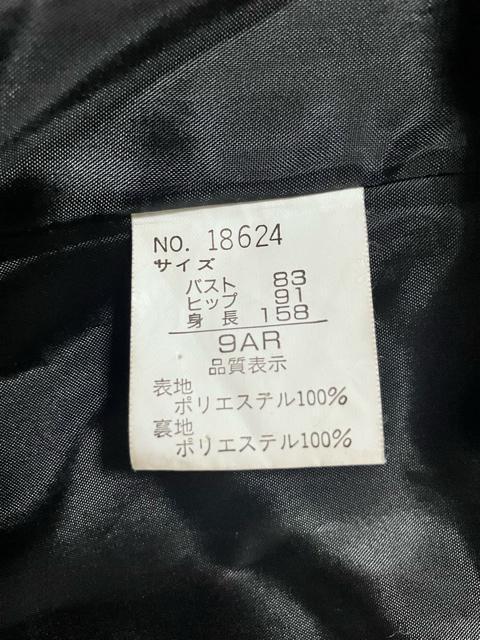 NO. 18624
サイズ
バスト 83
ヒップ 91
身長 158
9AR
品質表示
表地
ポリエステル100%
裏地
ポリエステル100%